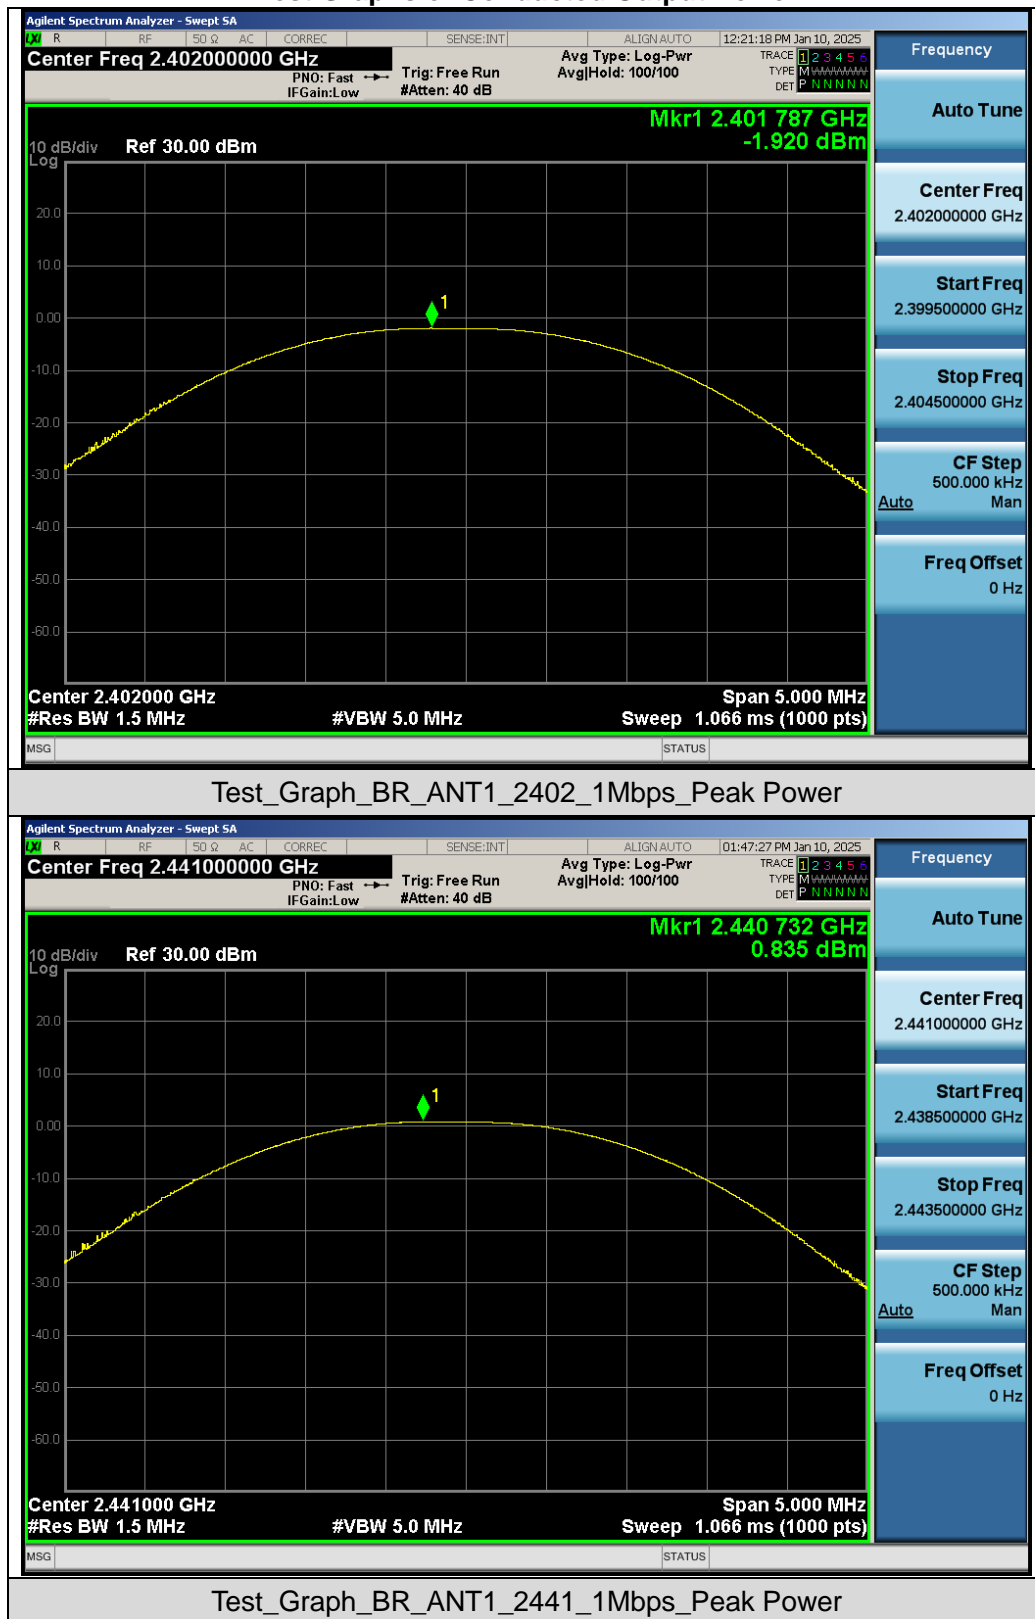 Test Graphs of Conducted Output Power
Agilent Spectrum Analyzer - Swept SA
LXI R RF 50 Ω AC CORREC SENSE:INT ALIGN AUTO 12:21:18 PM Jan 10, 2025
Center Freq 2.402000000 GHz
PNO: Fast
IFGain:Low
Trig: Free Run
#Atten: 40 dB
Avg Type: Log-Pwr
Avg|Hold: 100/100
TRACE 1 2 3 4 5 6
TYPE M WWWWW
DET P N N N N N
Mkr1 2.401 787 GHz
-1.920 dBm
10 dB/div Ref 30.00 dBm
Log
20.0
10.0
0.00
-10.0
-20.0
-30.0
-40.0
-50.0
-60.0
1
Center 2.402000 GHz Span 5.000 MHz
#Res BW 1.5 MHz #VBW 5.0 MHz Sweep 1.066 ms (1000 pts)
MSG STATUS
Frequency
Auto Tune
Center Freq
2.402000000 GHz
Start Freq
2.399500000 GHz
Stop Freq
2.404500000 GHz
CF Step
500.000 kHz
Auto Man
Freq Offset
0 Hz
Test_Graph_BR_ANT1_2402_1Mbps_Peak Power
Agilent Spectrum Analyzer - Swept SA
LXI R RF 50 Ω AC CORREC SENSE:INT ALIGN AUTO 01:47:27 PM Jan 10, 2025
Center Freq 2.441000000 GHz
PNO: Fast
IFGain:Low
Trig: Free Run
#Atten: 40 dB
Avg Type: Log-Pwr
Avg|Hold: 100/100
TRACE 1 2 3 4 5 6
TYPE M WWWWW
DET P N N N N N
Mkr1 2.440 732 GHz
0.835 dBm
10 dB/div Ref 30.00 dBm
Log
20.0
10.0
0.00
-10.0
-20.0
-30.0
-40.0
-50.0
-60.0
1
Center 2.441000 GHz Span 5.000 MHz
#Res BW 1.5 MHz #VBW 5.0 MHz Sweep 1.066 ms (1000 pts)
MSG STATUS
Frequency
Auto Tune
Center Freq
2.441000000 GHz
Start Freq
2.438500000 GHz
Stop Freq
2.443500000 GHz
CF Step
500.000 kHz
Auto Man
Freq Offset
0 Hz
Test_Graph_BR_ANT1_2441_1Mbps_Peak Power